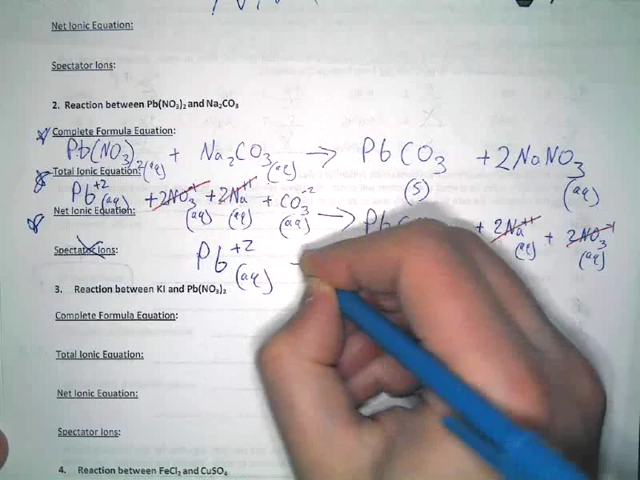 Net Ionic Equation:
Spectator Ions:
2. Reaction between Pb(NO₃)₂ and Na₂CO₃
Complete Formula Equation:
Pb(NO₃)₂(aq) + Na₂CO₃(aq) → PbCO₃(s) + 2NaNO₃(aq)
Total Ionic Equation:
Pb⁺²(aq) + 2NO₃⁻¹(aq) + 2Na⁺¹(aq) + CO₃⁻²(aq) → Pb + 2Na⁺¹(aq) + 2NO₃⁻¹(aq)
Net Ionic Equation:
Pb⁺²(aq)
Spectator Ions:
3. Reaction between KI and Pb(NO₃)₂
Complete Formula Equation:
Total Ionic Equation:
Net Ionic Equation:
Spectator Ions:
4. Reaction between FeCl₂ and CuSO₄